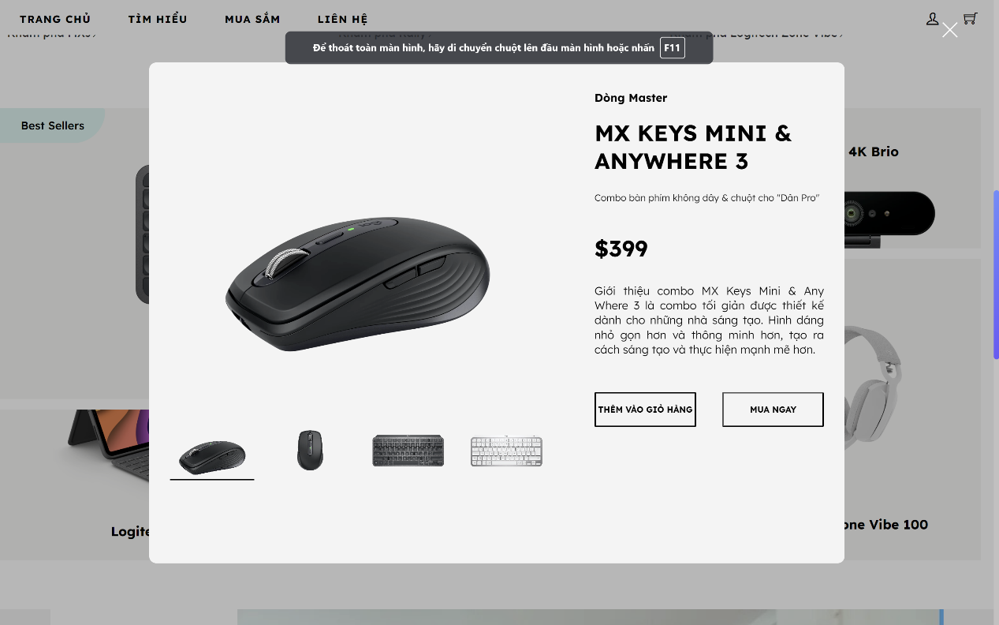 TRANG CHỦ
TÌM HIỂU
MUA SẮM
LIÊN HỆ
Khám phá Logitech Zone Vibe›
Để thoát toàn màn hình, hãy di chuyển chuột lên đầu màn hình hoặc nhấn F11
Best Sellers
4K Brio
Dòng Master
MX KEYS MINI &
ANYWHERE 3
Combo bàn phím không dây & chuột cho "Dân Pro"
$399
Giới thiệu combo MX Keys Mini & Any
Where 3 là combo tối giản được thiết kế
dành cho những nhà sáng tạo. Hình dáng
nhỏ gọn hơn và thông minh hơn, tạo ra
cách sáng tạo và thực hiện mạnh mẽ hơn.
THÊM VÀO GIỎ HÀNG
MUA NGAY
Logite
one Vibe 100